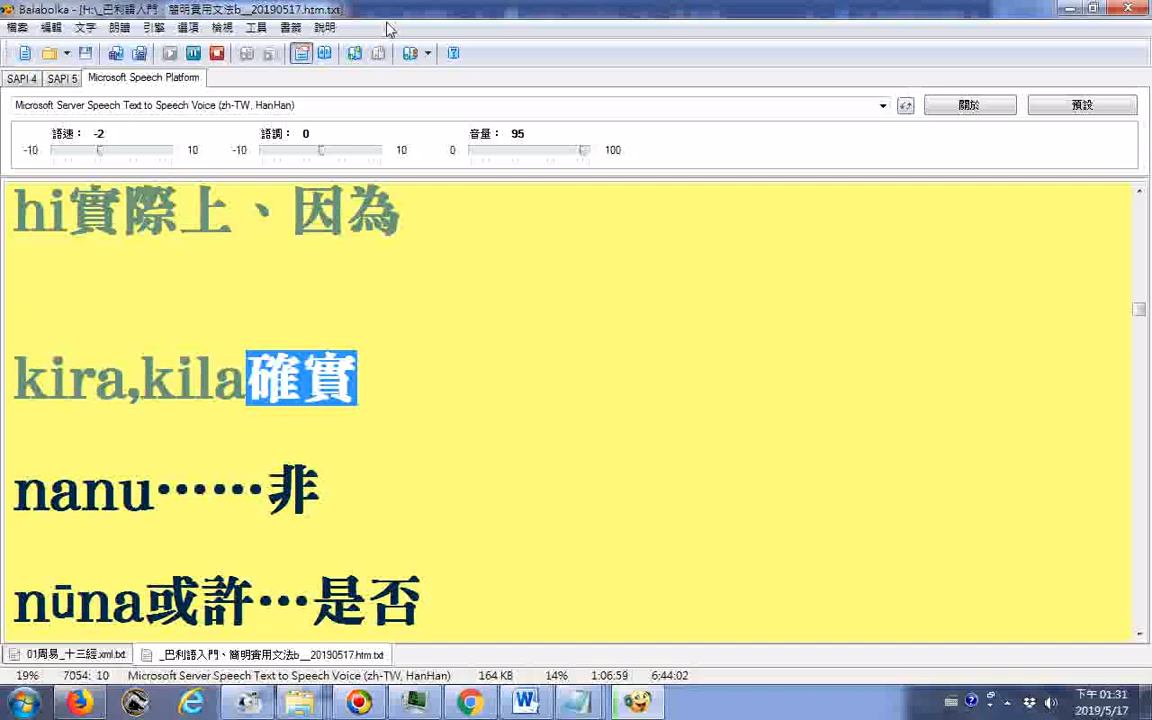 Balabolka - [H:\_巴利語入門、簡明實用文法b__20190517.htm.txt]
檔案 編輯 文字 朗讀 引擎 選項 檢視 工具 書籤 說明
SAPI 4 SAPI 5 Microsoft Speech Platform
Microsoft Server Speech Text to Speech Voice (zh-TW, HanHan) 關於 預設
語速： -2 語調： 0 音量： 95
-10 10 -10 10 0 100
hi實際上、因為
kira,kila確實
nanu……非
nūna或許…是否
01周易_十三經.xml.txt _巴利語入門、簡明實用文法b__20190517.htm.txt
19% 7054: 10 Microsoft Server Speech Text to Speech Voice (zh-TW, HanHan) 164 KB 14% 1:06:59 6:44:02
下午 01:31
2019/5/17